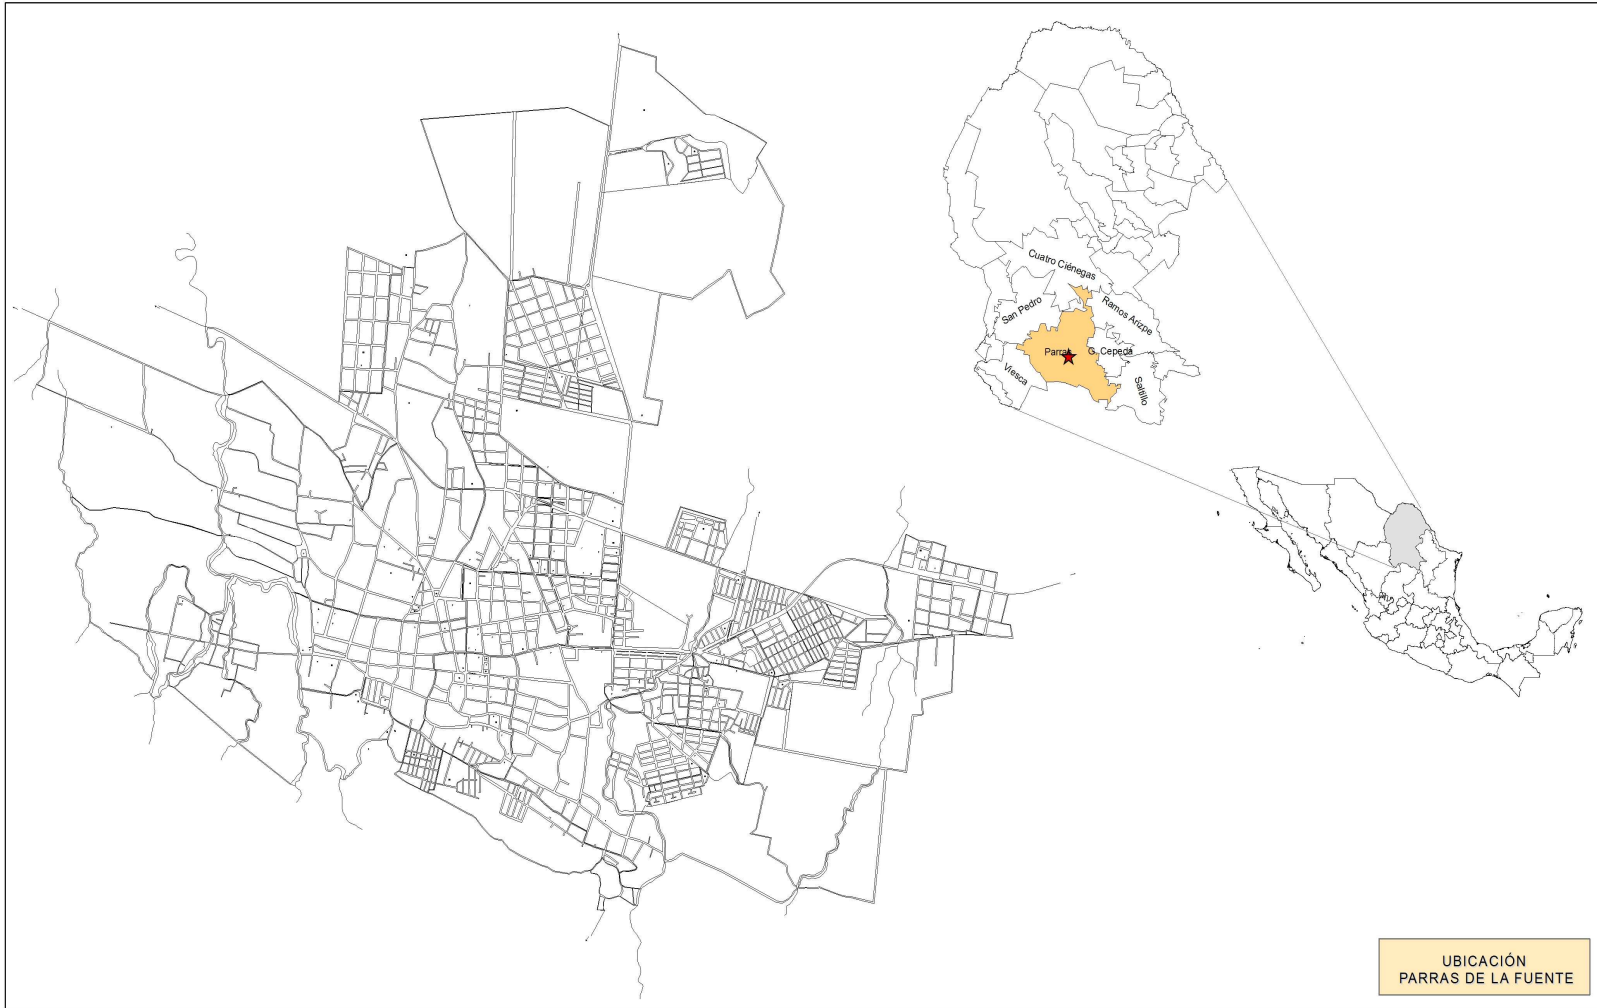 Cuatro Ciénegas
San Pedro
Ramos Arizpe
Parras
G. Cepeda
Viesca
Saltillo
UBICACIÓN
PARRAS DE LA FUENTE